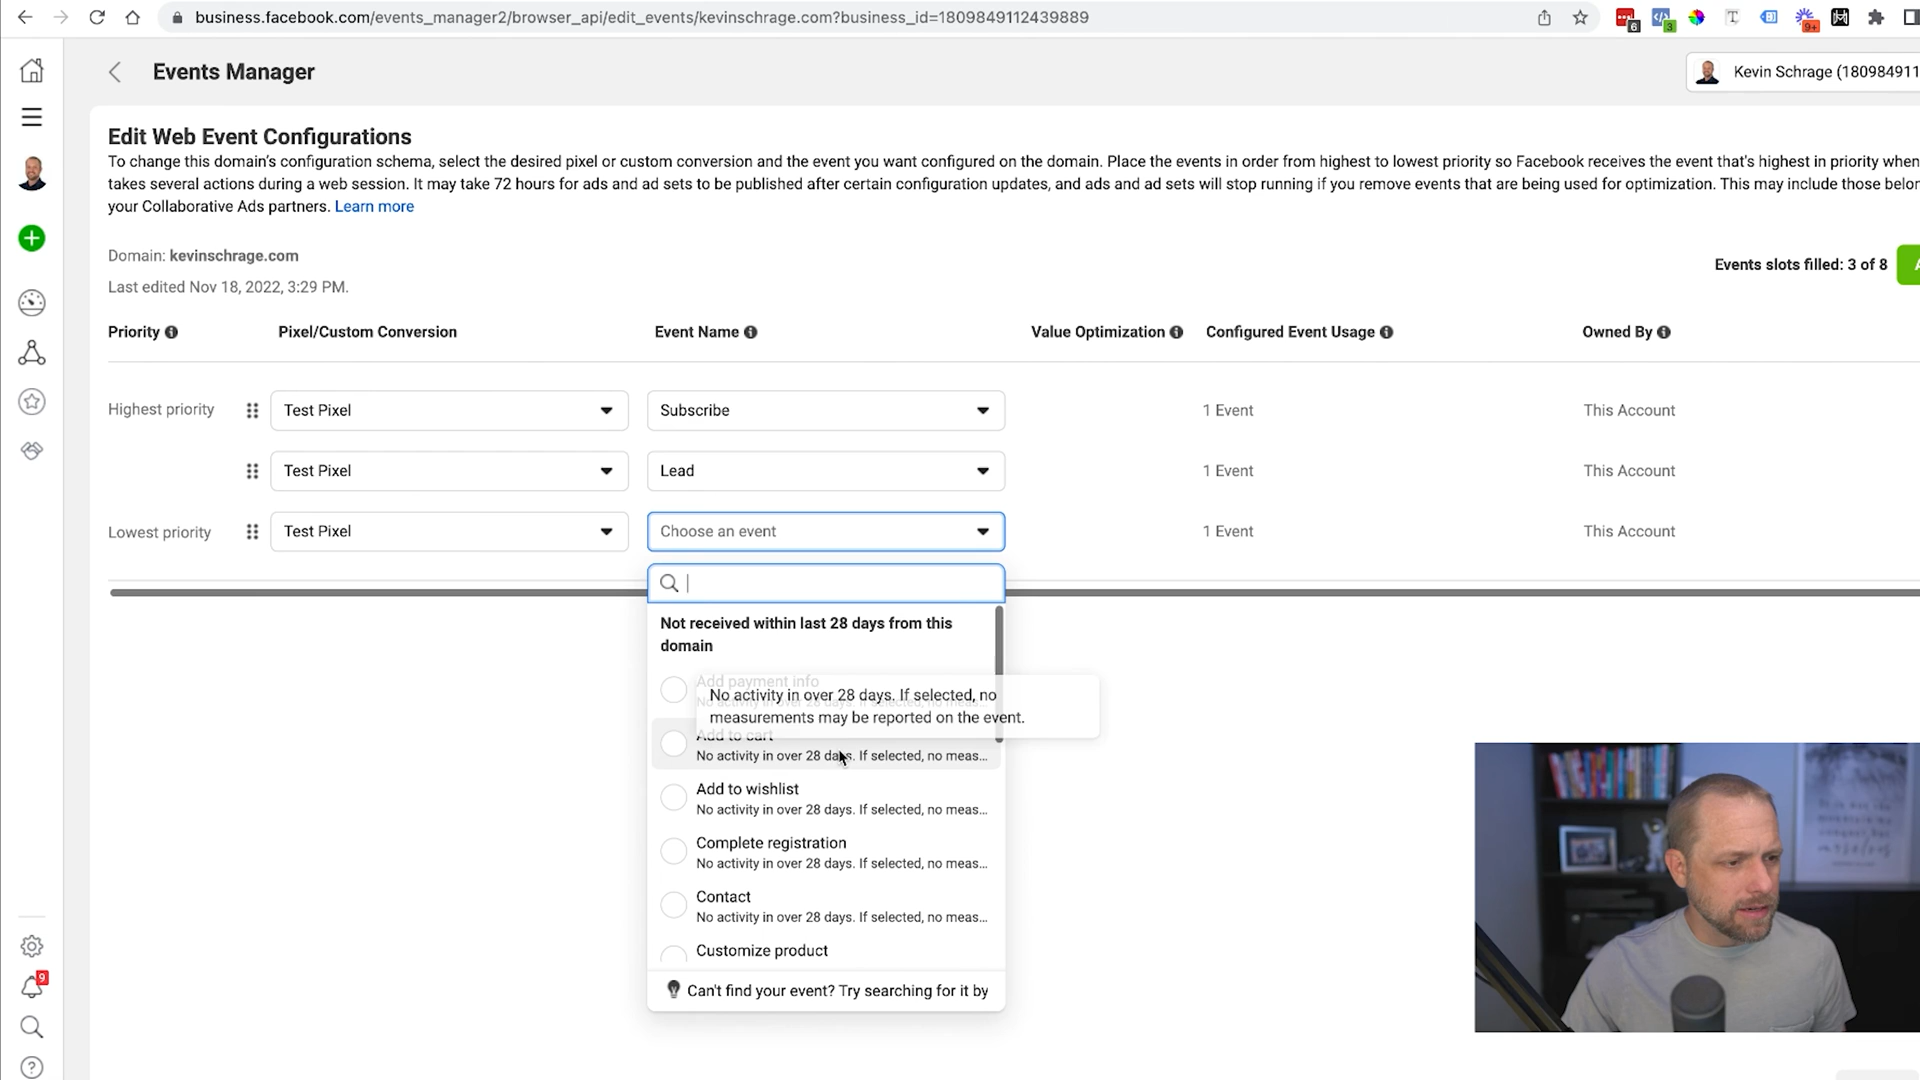 business.facebook.com/events_manager2/browser_api/edit_events/kevinschrage.com?business_id=1809849112439889
6
3
9+
Events Manager
Kevin Schrage (180984911
Edit Web Event Configurations
To change this domain's configuration schema, select the desired pixel or custom conversion and the event you want configured on the domain. Place the events in order from highest to lowest priority so Facebook receives the event that's highest in priority when
takes several actions during a web session. It may take 72 hours for ads and ad sets to be published after certain configuration updates, and ads and ad sets will stop running if you remove events that are being used for optimization. This may include those belor
your Collaborative Ads partners. Learn more
Domain: kevinschrage.com
Last edited Nov 18, 2022, 3:29 PM.
Events slots filled: 3 of 8
Priority Pixel/Custom Conversion Event Name Value Optimization Configured Event Usage Owned By
Highest priority Test Pixel Subscribe 1 Event This Account
Test Pixel Lead 1 Event This Account
Lowest priority Test Pixel Choose an event 1 Event This Account
Not received within last 28 days from this
domain
Add payment info
No activity in over 28 days. If selected, no
measurements may be reported on the event.
Add to cart
No activity in over 28 days. If selected, no meas...
Add to wishlist
No activity in over 28 days. If selected, no meas...
Complete registration
No activity in over 28 days. If selected, no meas...
Contact
No activity in over 28 days. If selected, no meas...
Customize product
Can't find your event? Try searching for it by
9